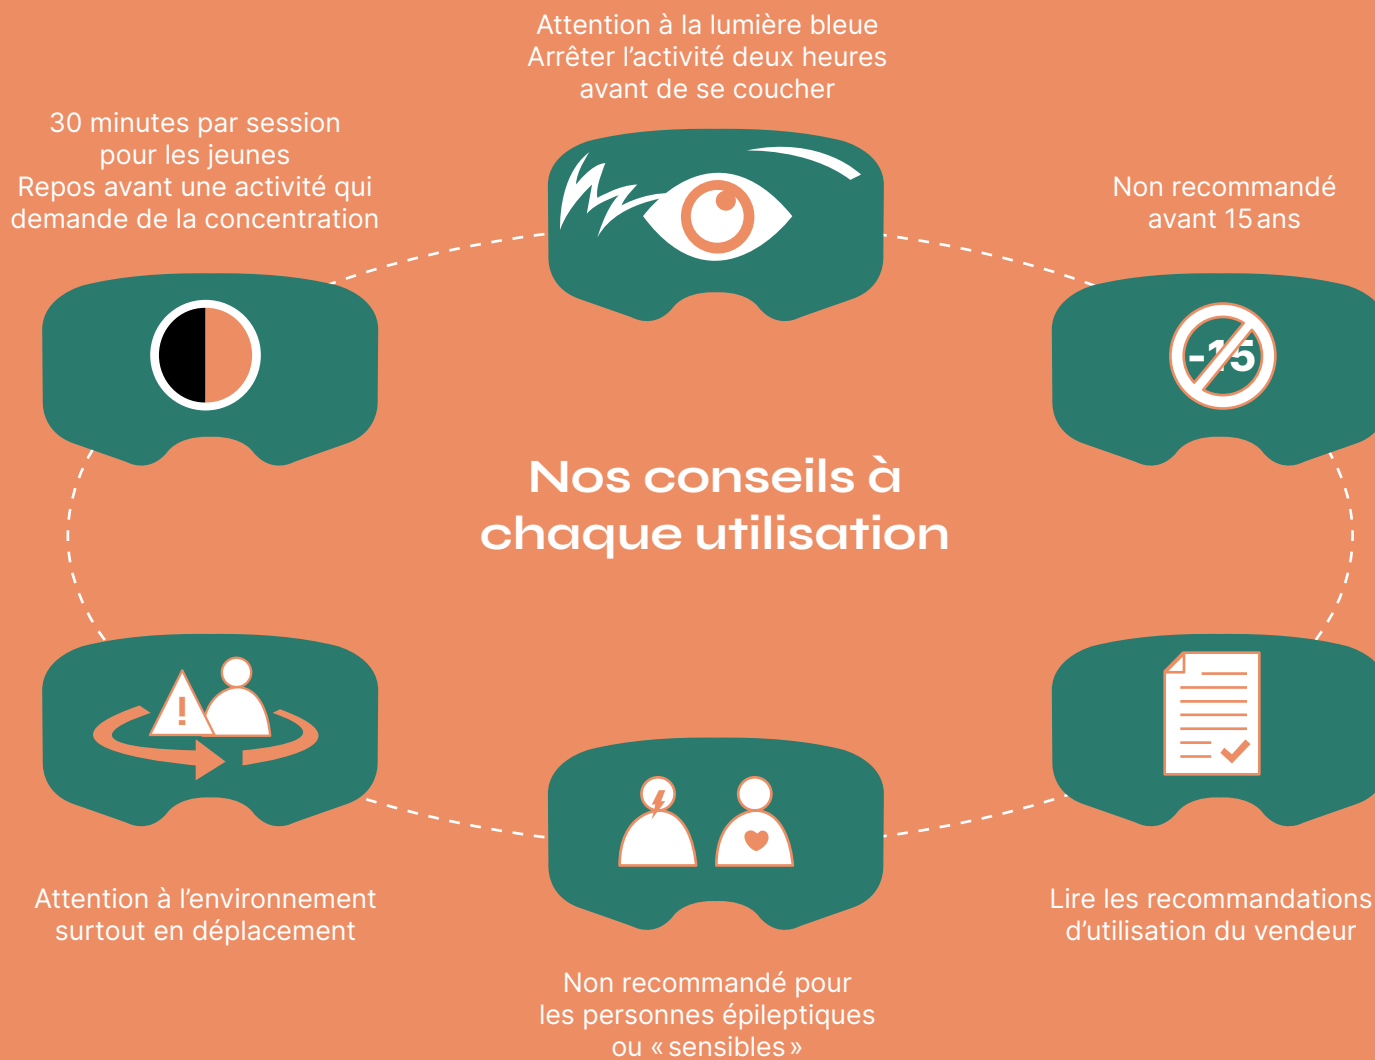 Attention à la lumière bleue
Arrêter l’activité deux heures
avant de se coucher
30 minutes par session
pour les jeunes
Repos avant une activité qui
demande de la concentration
Non recommandé
avant 15 ans
-15
Nos conseils à
chaque utilisation
!
Attention à l’environnement
surtout en déplacement
Lire les recommandations
d’utilisation du vendeur
Non recommandé pour
les personnes épileptiques
ou « sensibles »